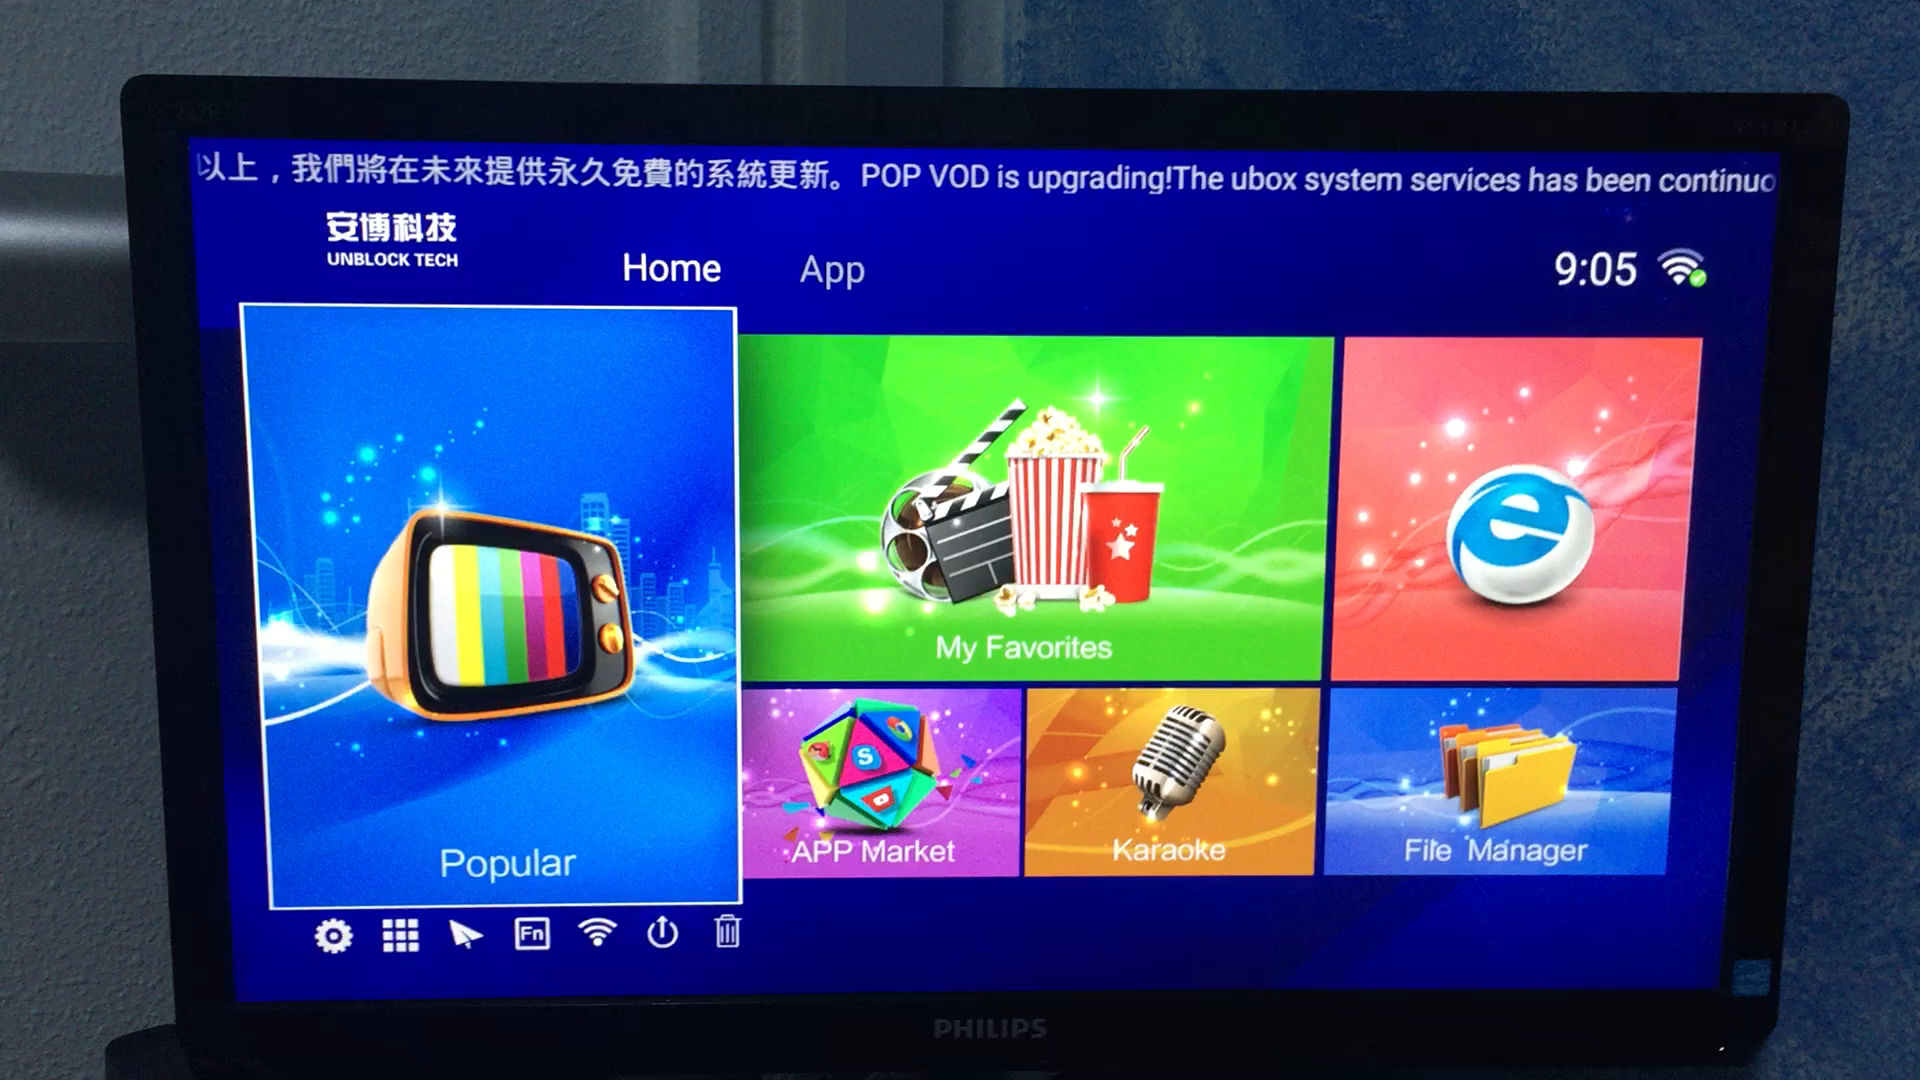 以上，我們將在未來提供永久免費的系統更新。POP VOD is upgrading!The ubox system services has been continuo
安博科技
UNBLOCK TECH
Home
App
9:05
My Favorites
Popular
APP Market
Karaoke
File Manager
Fn
PHILIPS